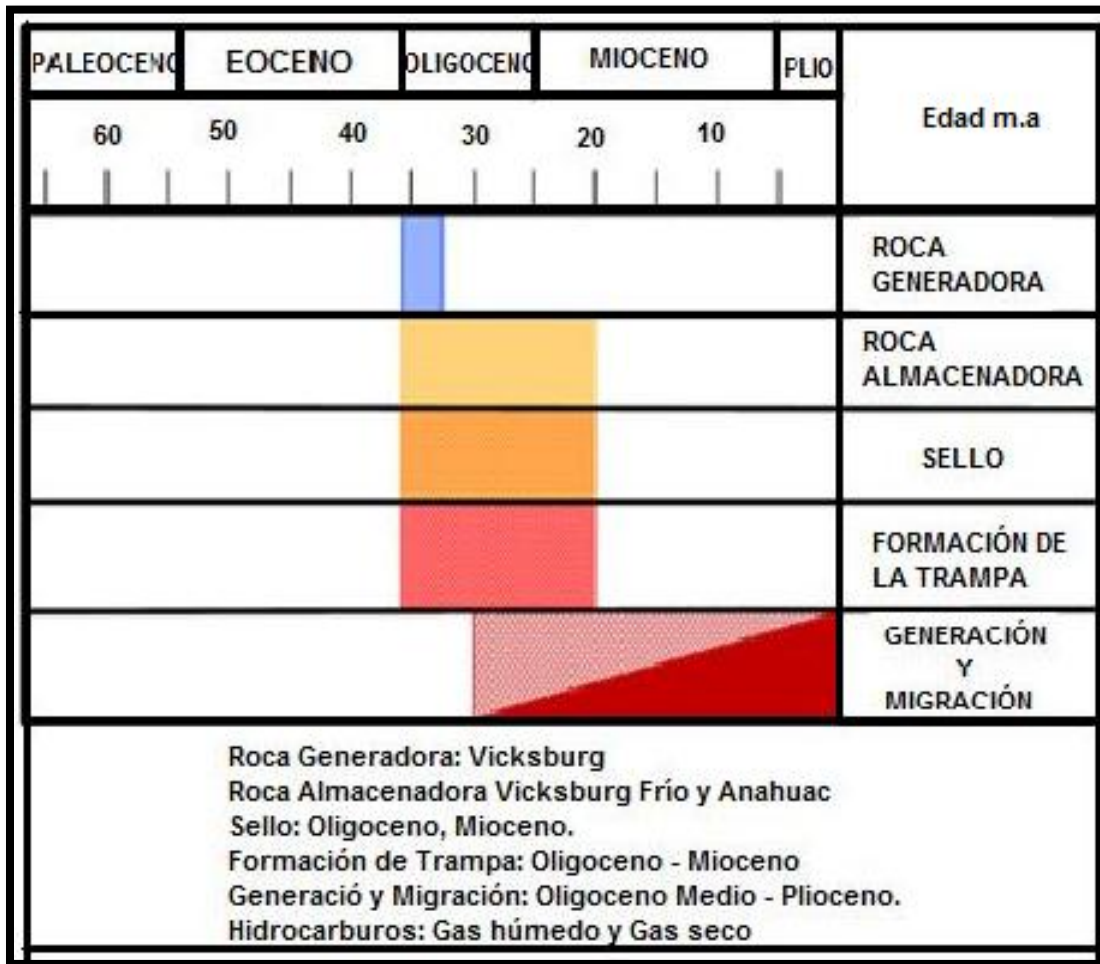 PALEOCENO EOCENO OLIGOCENO MIOCENO PLIO
Edad m.a
60 50 40 30 20 10
ROCA
GENERADORA
ROCA
ALMACENADORA
SELLO
FORMACIÓN DE
LA TRAMPA
GENERACIÓN
Y
MIGRACIÓN
Roca Generadora: Vicksburg
Roca Almacenadora Vicksburg Frío y Anahuac
Sello: Oligoceno, Mioceno.
Formación de Trampa: Oligoceno - Mioceno
Generació y Migración: Oligoceno Medio - Plioceno.
Hidrocarburos: Gas húmedo y Gas seco